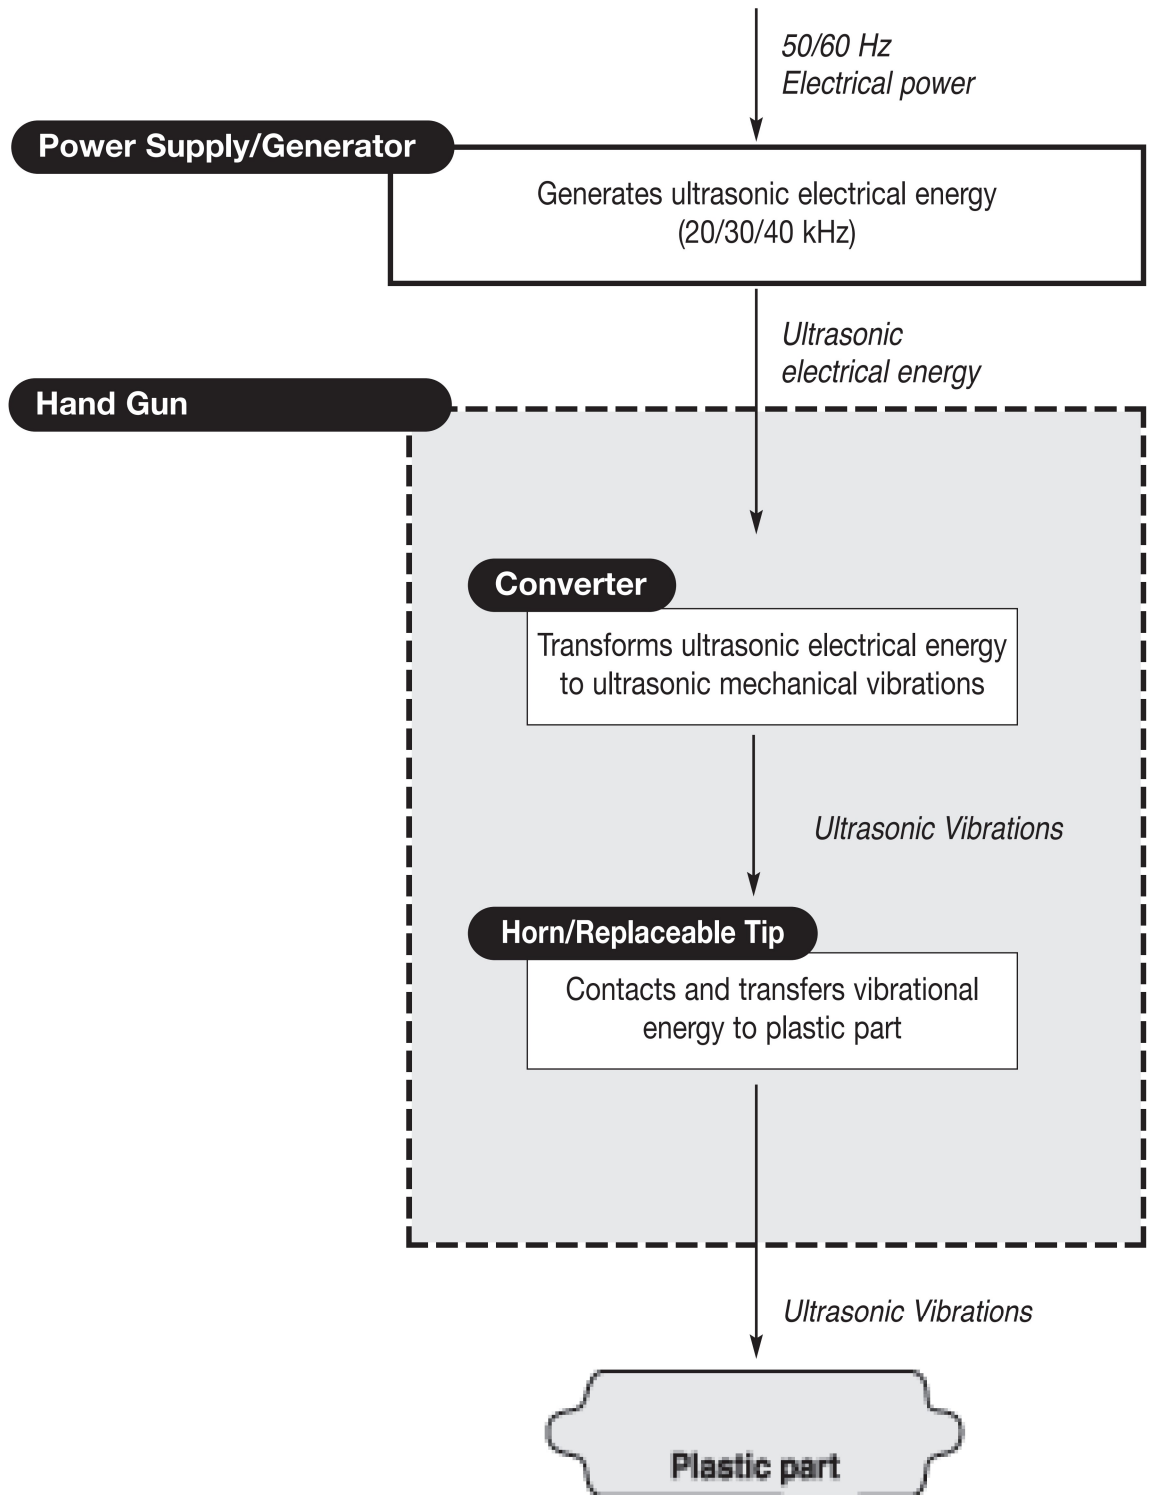 50/60 Hz
Electrical power
Power Supply/Generator
Generates ultrasonic electrical energy
(20/30/40 kHz)
Ultrasonic
electrical energy
Hand Gun
Converter
Transforms ultrasonic electrical energy
to ultrasonic mechanical vibrations
Ultrasonic Vibrations
Horn/Replaceable Tip
Contacts and transfers vibrational
energy to plastic part
Ultrasonic Vibrations
Plastic part